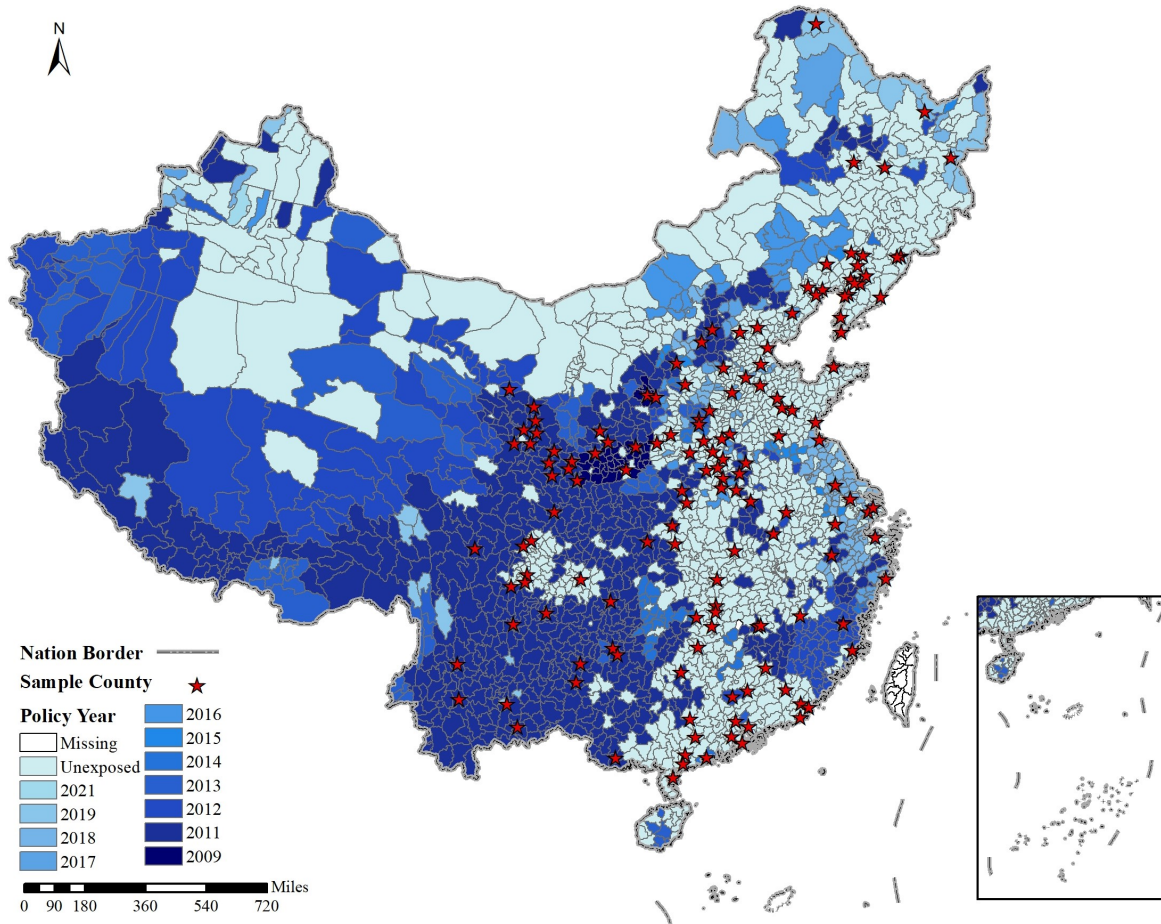 N
Nation Border
Sample County
Policy Year
Missing
Unexposed
2021
2019
2018
2017
2016
2015
2014
2013
2012
2011
2009
Miles
0 90 180 360 540 720